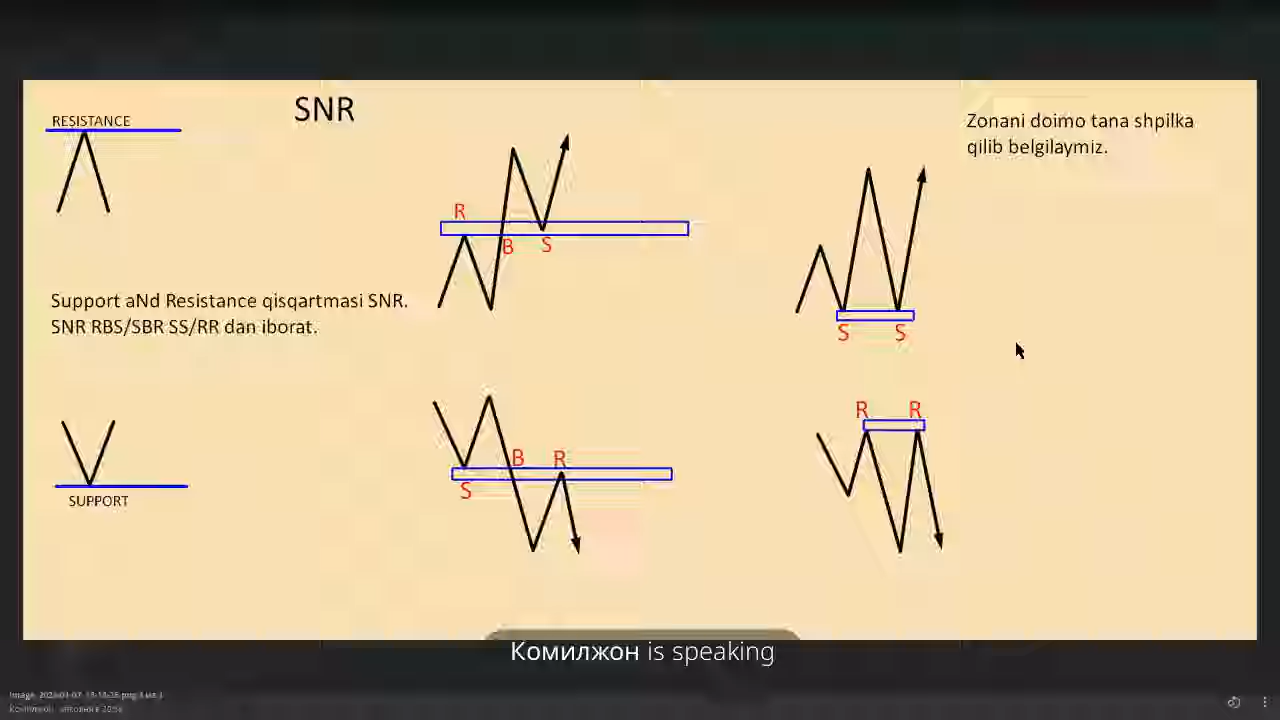 SNR
RESISTANCE
Zonani doimo tana shpilka
qilib belgilaymiz.
R
B
S
S
S
Support aNd Resistance qisqartmasi SNR.
SNR RBS/SBR SS/RR dan iborat.
R
R
B
R
S
SUPPORT
Комилжон is speaking